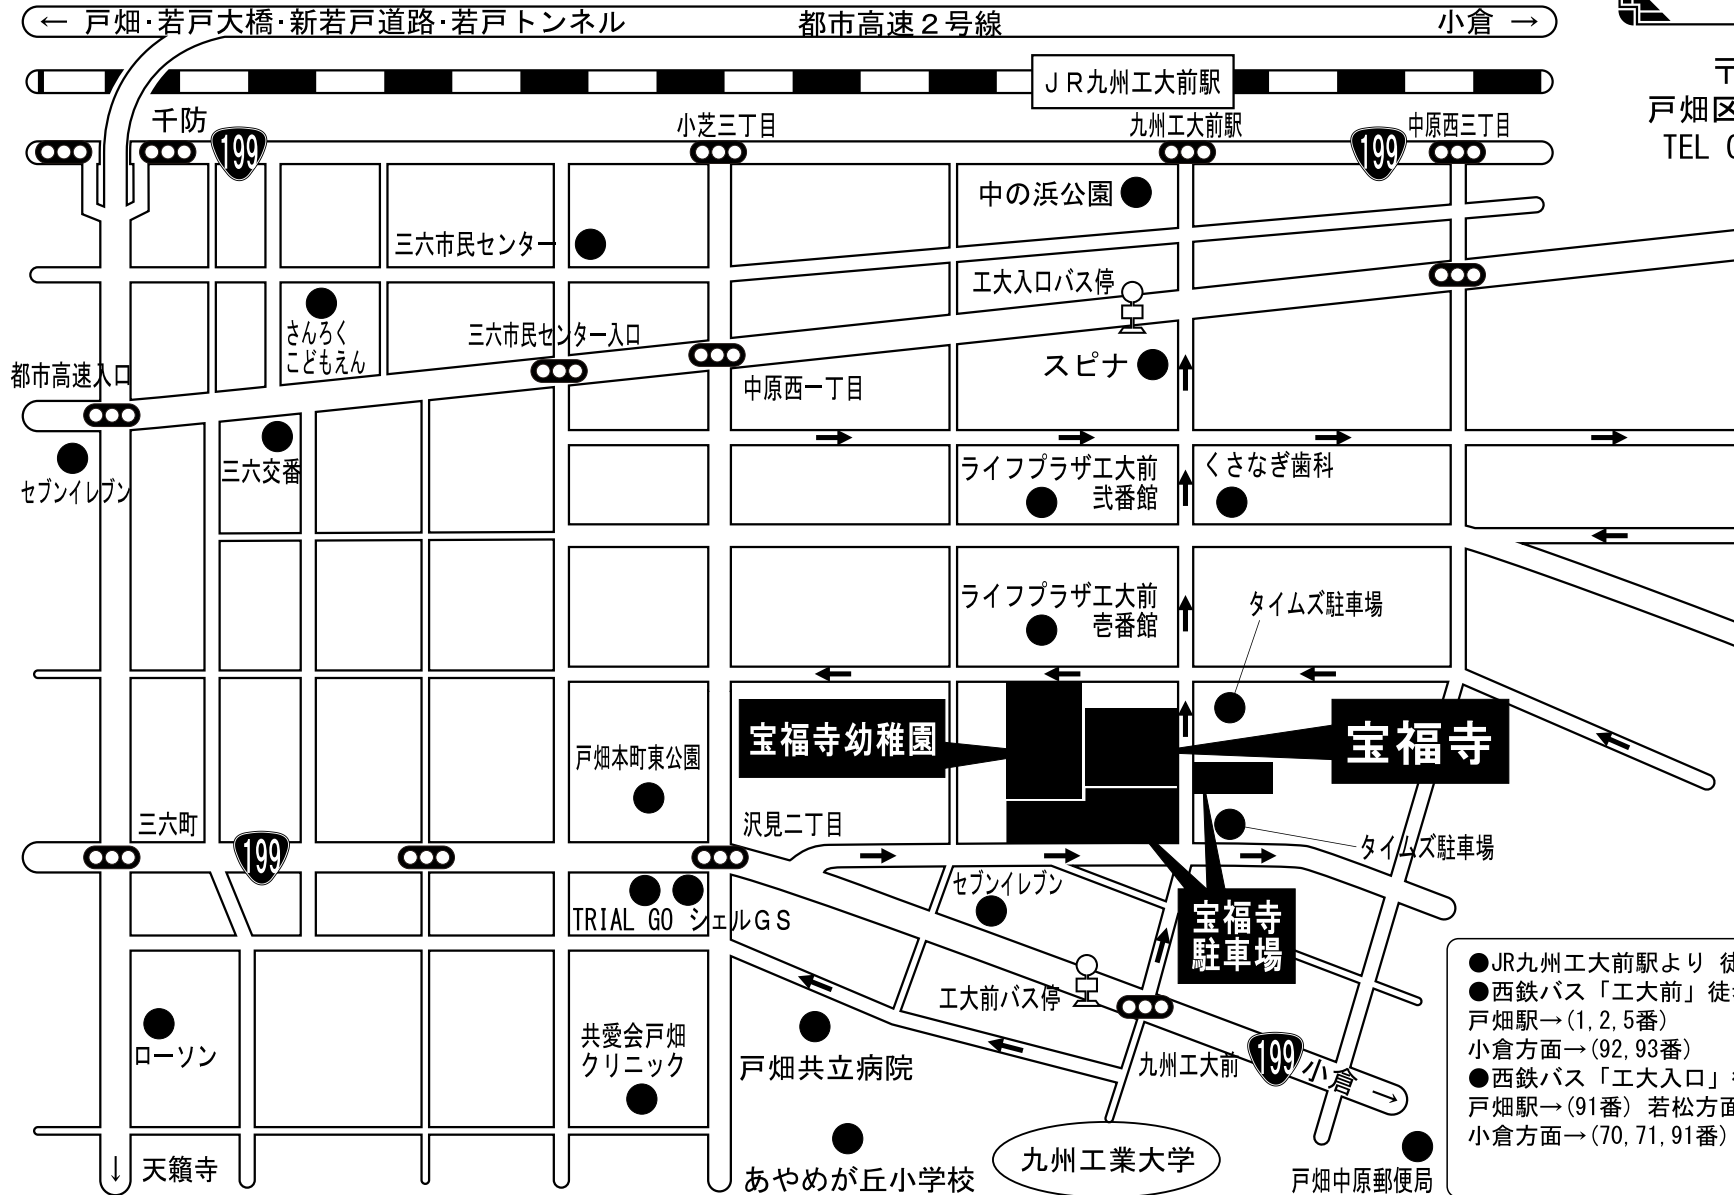 ← 戸畑・若戸大橋・新若戸道路・若戸トンネル
都市高速2号線
小倉 →
JR九州工大前駅
〒
戸畑区
TEL
千防
199
小芝三丁目
九州工大前駅
199
中原西三丁目
中の浜公園
三六市民センター
工大入口バス停
さんろく
こどもえん
三六市民センター入口
都市高速入口
スピナ
中原西一丁目
三六交番
セブンイレブン
ライフプラザ工大前
弐番館
くさなぎ歯科
ライフプラザ工大前
壱番館
タイムズ駐車場
宝福寺幼稚園
宝福寺
戸畑本町東公園
三六町
199
沢見二丁目
タイムズ駐車場
セブンイレブン
TRIAL GO
シェルGS
宝福寺
駐車場
工大前バス停
ローソン
共愛会戸畑
クリニック
戸畑共立病院
九州工大前
199
小倉 →
↓ 天籟寺
あやめが丘小学校
九州工業大学
戸畑中原郵便局
●JR九州工大前駅より 徒
●西鉄バス「工大前」徒
戸畑駅→(1,2,5番)
小倉方面→(92,93番)
●西鉄バス「工大入口」
戸畑駅→(91番) 若松方面
小倉方面→(70,71,91番)